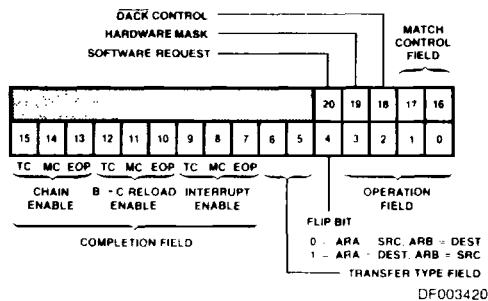 DACK CONTROL
HARDWARE MASK
SOFTWARE REQUEST
MATCH
CONTROL
FIELD
20 19 18 17 16
15 14 13 12 11 10 9 8 7 6 5 4 3 2 1 0
TC MC EOP TC MC EOP TC MC EOP
CHAIN
ENABLE
B - C RELOAD
ENABLE
INTERRUPT
ENABLE
OPERATION
FIELD
COMPLETION FIELD
FLIP BIT
0 - ARA SRC, ARB = DEST
1 - ARA - DEST, ARB = SRC
TRANSFER TYPE FIELD
DF003420